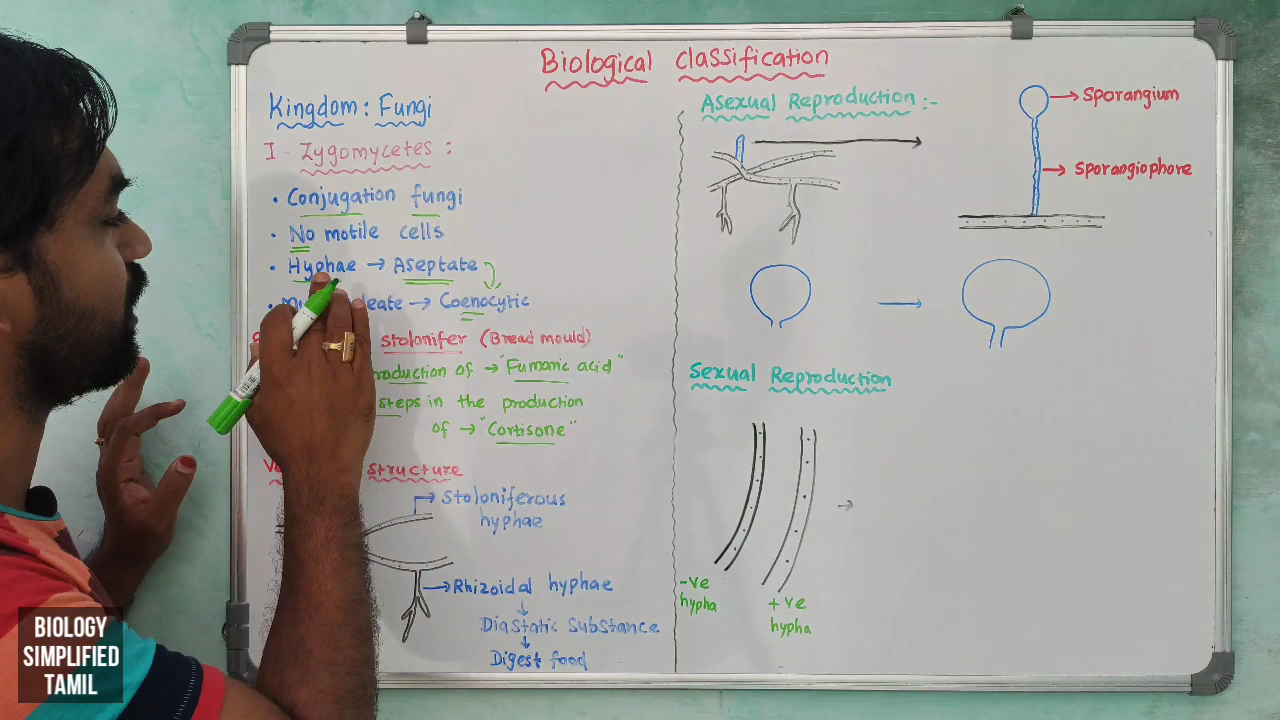 Biological classification
Kingdom: Fungi
I - Zygomycetes :
• Conjugation fungi
• No motile cells
• Hyphae → Aseptate
→ Coenocytic
stolonifer (Bread mould)
of → "Fumaric acid"
steps in the production
of → "Cortisone"
structure
Stoloniferous
hyphae
→ Rhizoidal hyphae
↓
Diastatic Substance
↓
Digest food
Asexual Reproduction :-
→ Sporangium
→ Sporangiophore
Sexual Reproduction
-ve
hypha
+ve
hypha
BIOLOGY
SIMPLIFIED
TAMIL